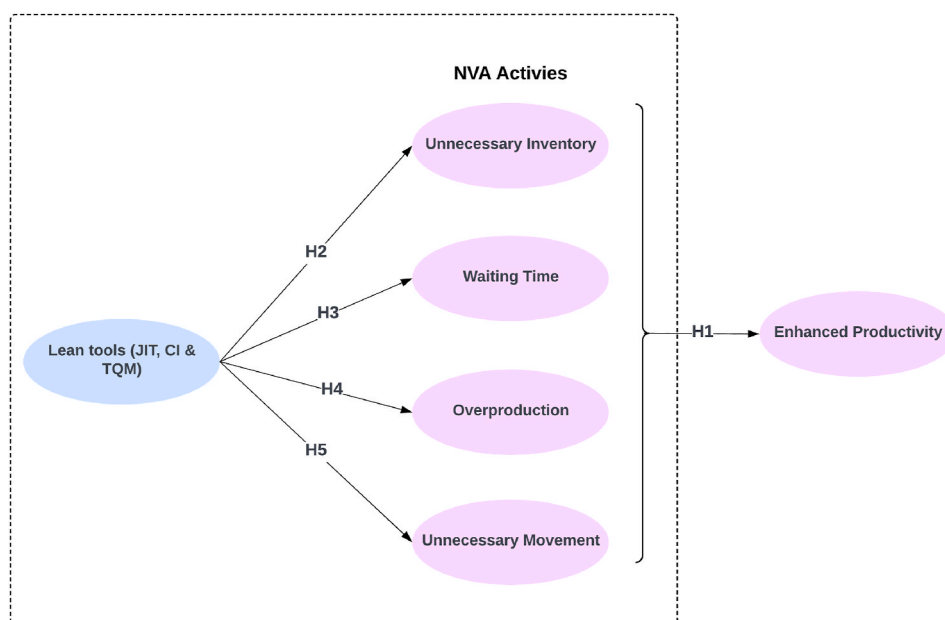 NVA Activies
Unnecessary Inventory
H2
Waiting Time
H3
Lean tools (JIT, CI &
TQM)
H1
Enhanced Productivity
H4
Overproduction
H5
Unnecessary Movement